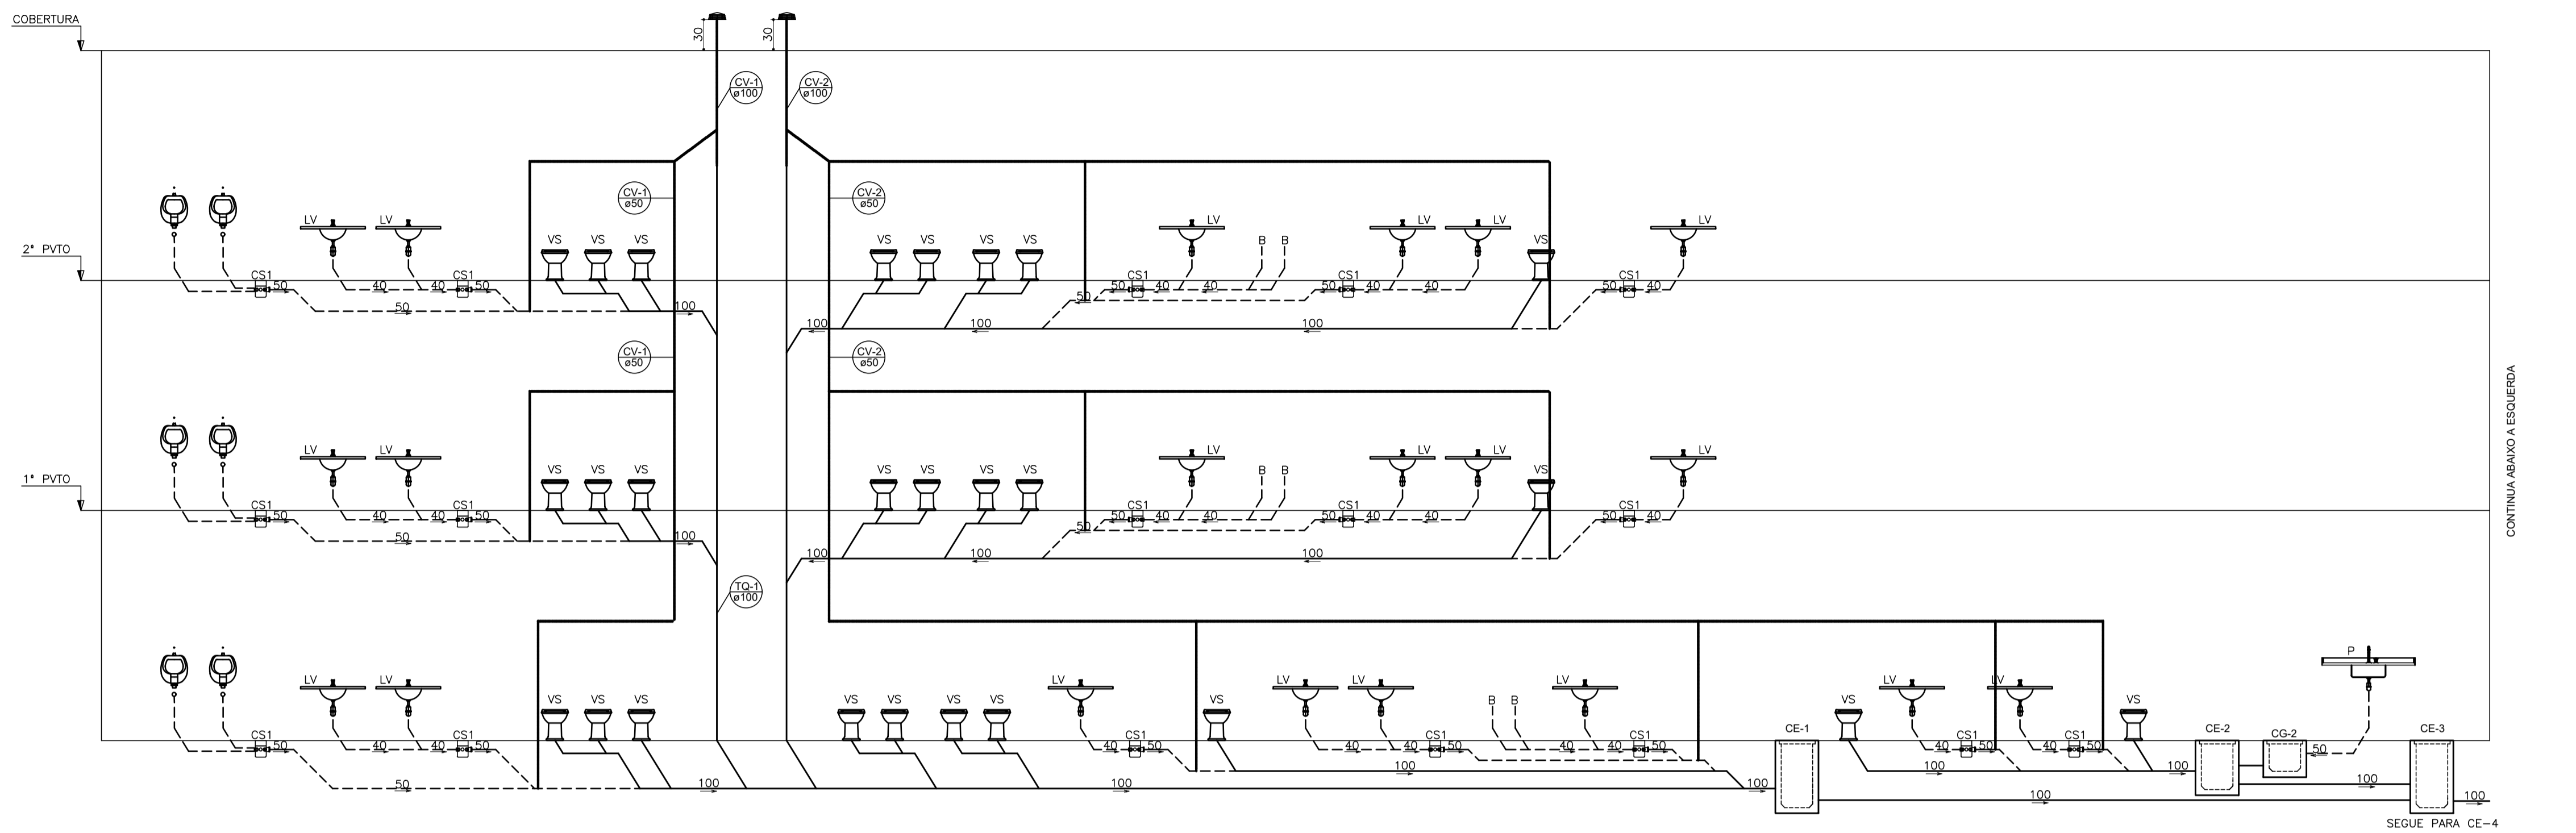 COBERTURA
30
30
CV-1
ø100
CV-2
ø100
CV-1
ø50
CV-2
ø50
2° PVTO
LV LV VS VS VS VS VS VS VS LV B B LV LV VS LV
CS1 50 40 40 CS1 50 50 CS1 40 40 50 CS1 40 40 50 CS1 40
50 50
100 100 100 100
CV-1
ø50
CV-2
ø50
CONTINUA ABAIXO A ESQUERDA
1° PVTO
LV LV VS VS VS VS VS VS VS LV B B LV LV VS LV
CS1 50 40 40 CS1 50 50 CS1 40 40 50 CS1 40 40 50 CS1 40
50 50
100 100 100 100
TQ-1
ø100
P
LV LV VS VS VS VS VS VS VS LV VS LV LV B B LV VS LV LV VS
CE-1 CE-2 CG-2 CE-3
CS1 50 40 40 CS1 50 40 CS1 50 40 40 CS1 50 40 40 CS1 50 40 CS1 50 40 CS1 50 50
100 100 100
50 100 100 100 100
100 100
SEGUE PARA CE-4